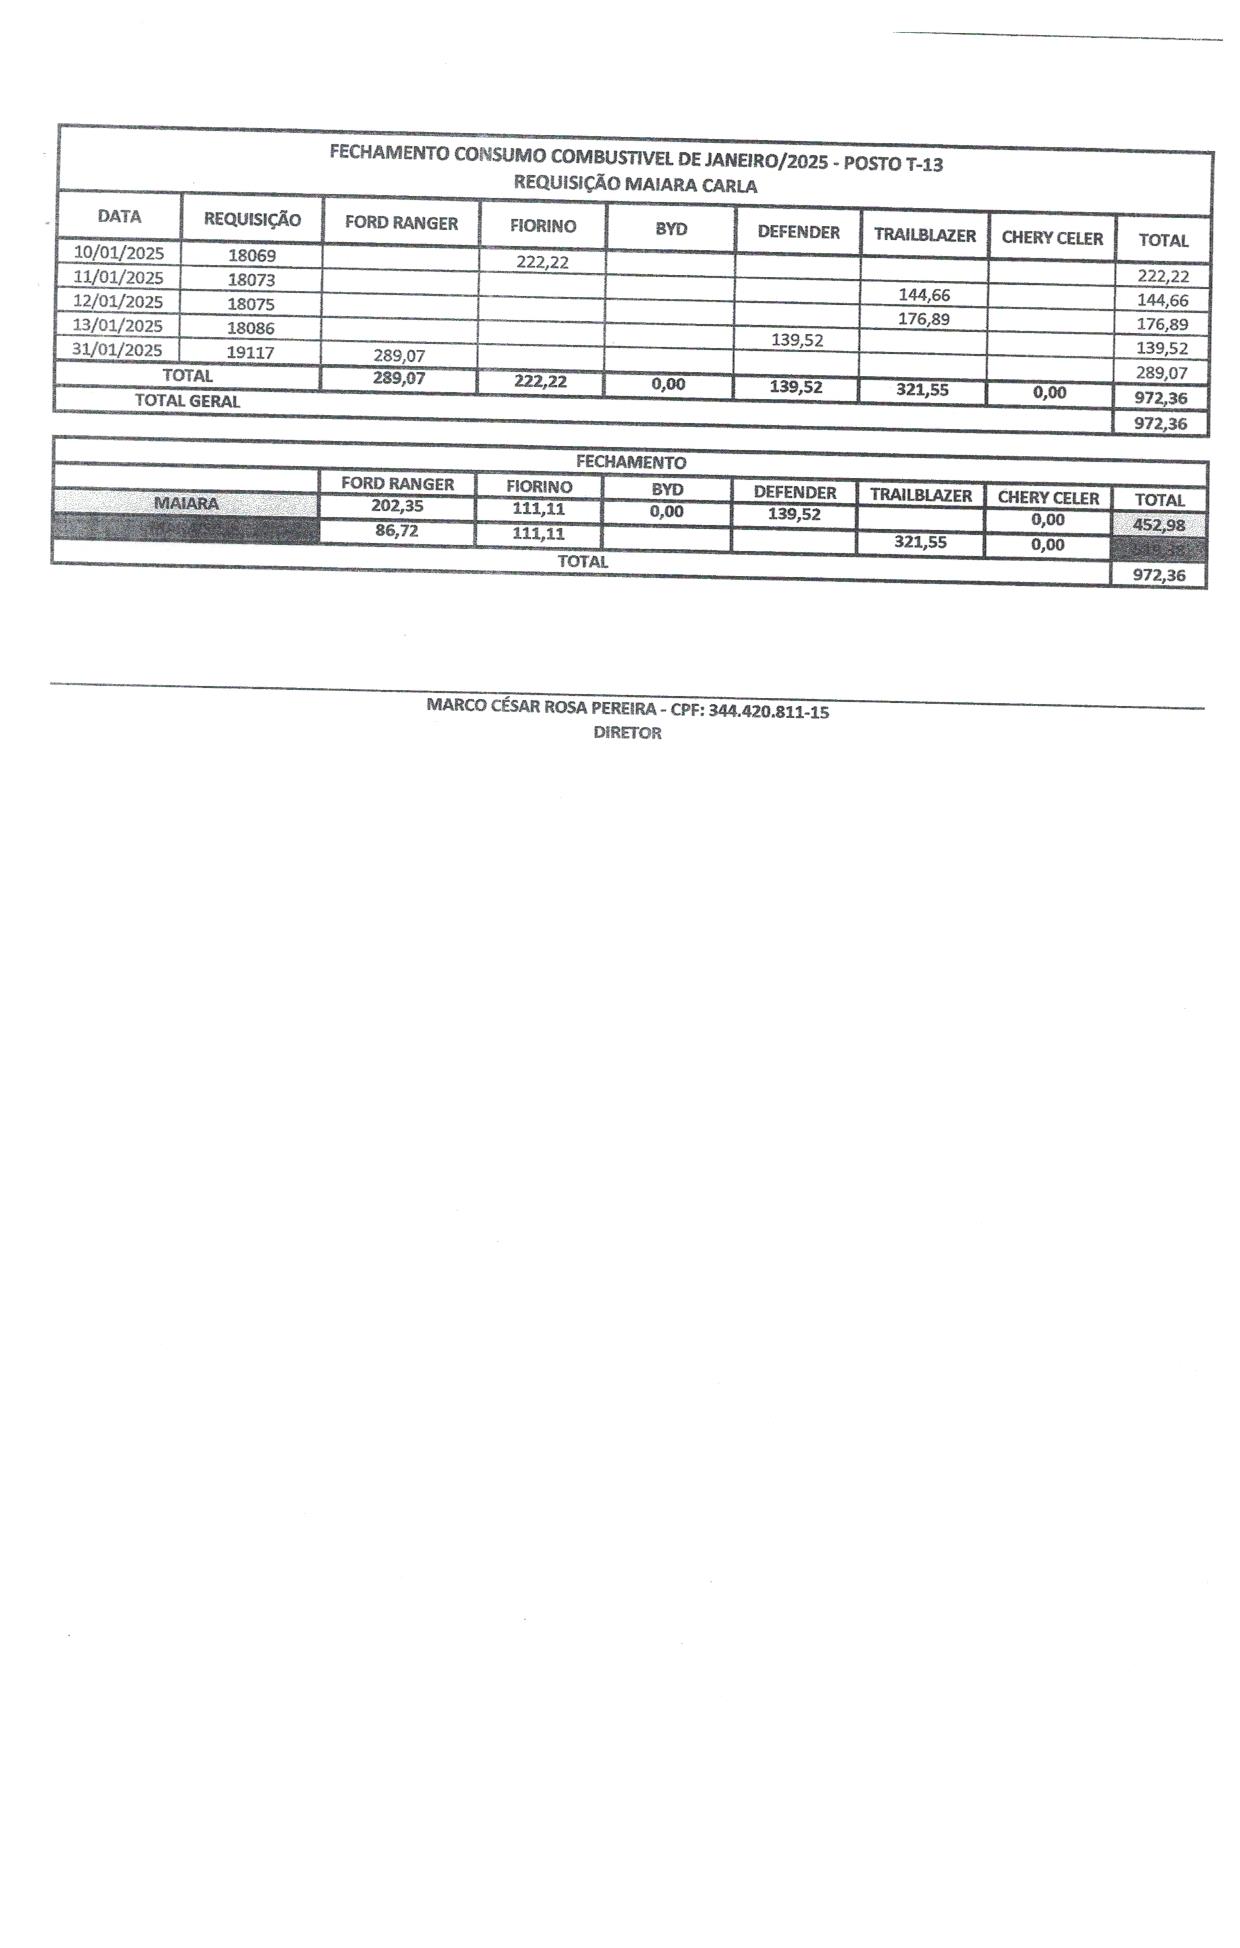 FECHAMENTO CONSUMO COMBUSTIVEL DE JANEIRO/2025 - POSTO T-13
REQUISIÇÃO MAIARA CARLA
DATA REQUISIÇÃO FORD RANGER FIORINO BYD DEFENDER TRAILBLAZER CHERY CELER TOTAL
10/01/2025 18069 222,22 222,22
11/01/2025 18073 144,66 144,66
12/01/2025 18075 176,89 176,89
13/01/2025 18086 139,52 139,52
31/01/2025 19117 289,07 289,07
TOTAL 289,07 222,22 0,00 139,52 321,55 0,00 972,36
TOTAL GERAL 972,36
FECHAMENTO
FORD RANGER FIORINO BYD DEFENDER TRAILBLAZER CHERY CELER TOTAL
MAIARA 202,35 111,11 0,00 139,52 0,00 452,98
86,72 111,11 321,55 0,00
TOTAL 972,36
MARCO CÉSAR ROSA PEREIRA - CPF: 344.420.811-15
DIRETOR